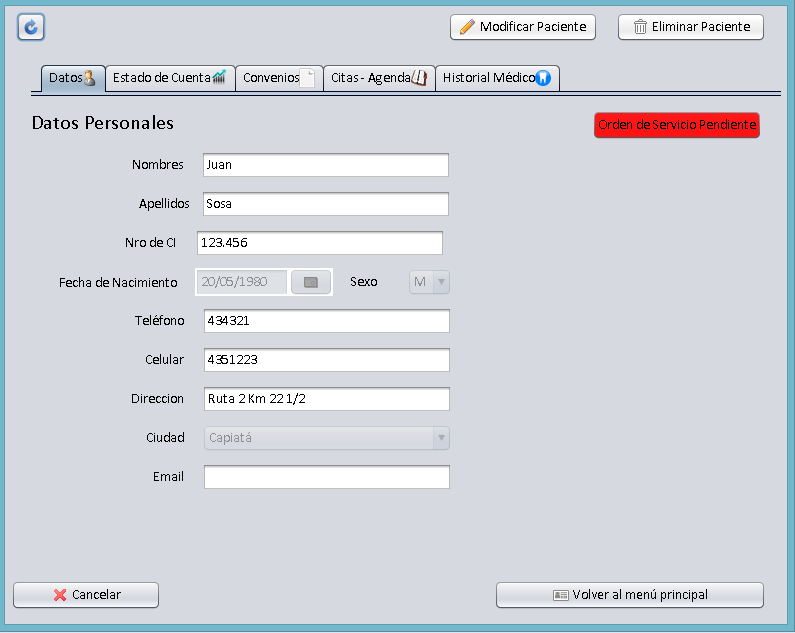 Modificar Paciente
Eliminar Paciente
Datos
Estado de Cuenta
Convenios
Citas - Agenda
Historial Médico
Datos Personales
Orden de Servicio Pendiente
Nombres Juan
Apellidos Sosa
Nro de CI 123.456
Fecha de Nacimiento 20/05/1980 Sexo M
Teléfono 434321
Celular 4351223
Direccion Ruta 2 Km 22 1/2
Ciudad Capiatá
Email
Cancelar
Volver al menú principal